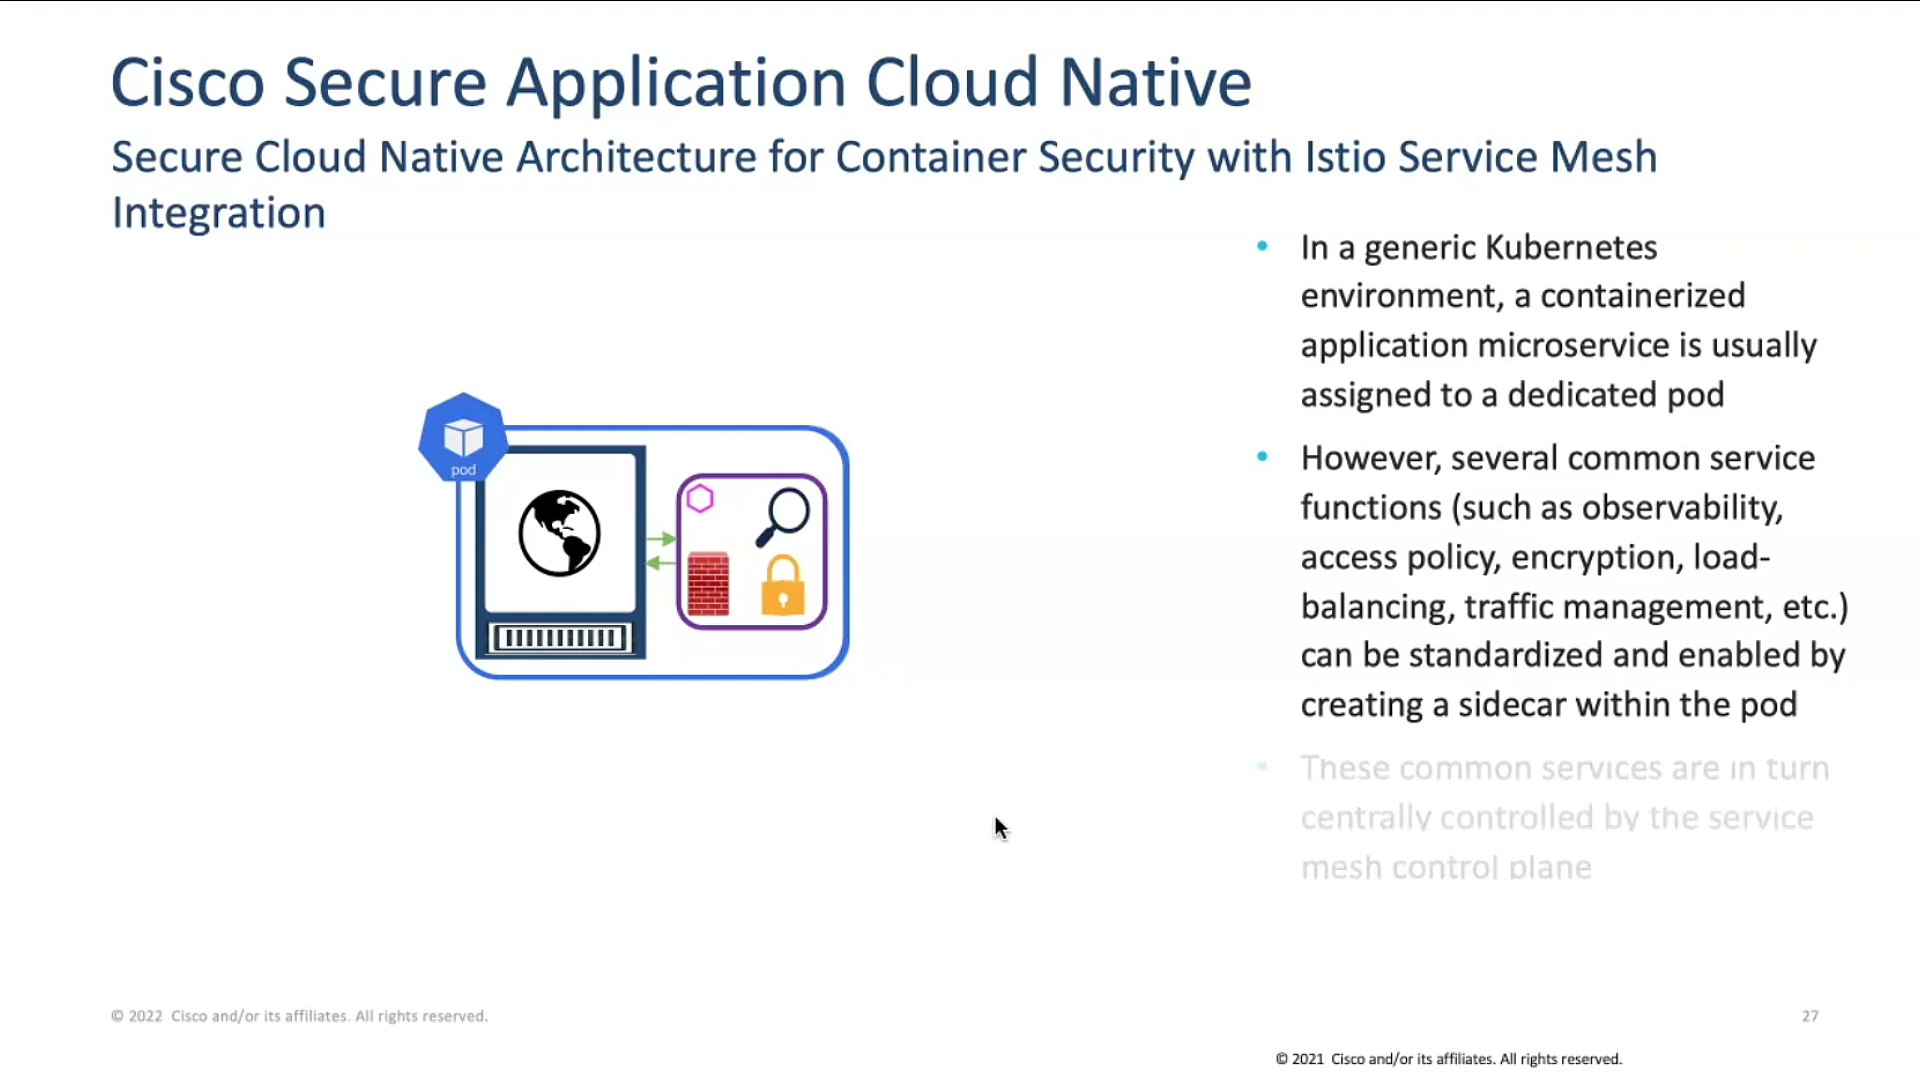 Cisco Secure Application Cloud Native
Secure Cloud Native Architecture for Container Security with Istio Service Mesh
Integration
• In a generic Kubernetes
environment, a containerized
application microservice is usually
assigned to a dedicated pod
• However, several common service
functions (such as observability,
access policy, encryption, load-
balancing, traffic management, etc.)
can be standardized and enabled by
creating a sidecar within the pod
• These common services are in turn
centrally controlled by the service
mesh control plane
pod
© 2022 Cisco and/or its affiliates. All rights reserved.
27
© 2021 Cisco and/or its affiliates. All rights reserved.